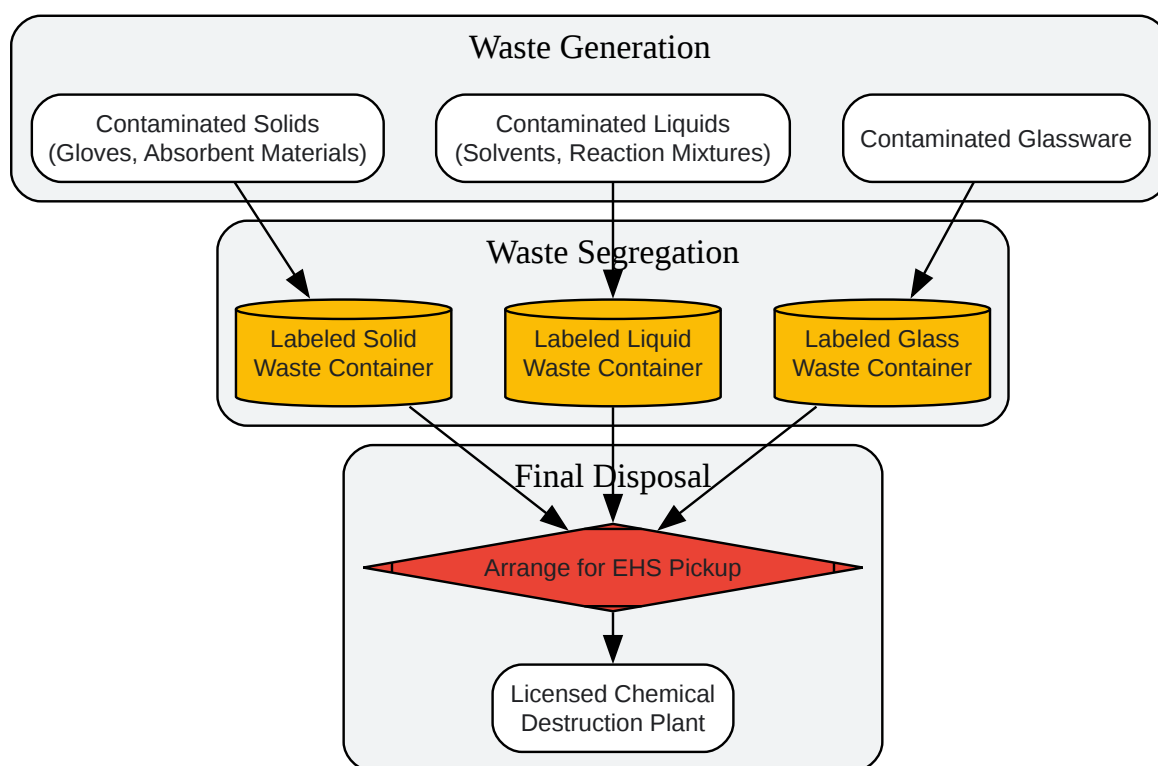 Waste Generation
Contaminated Solids
(Gloves, Absorbent Materials)
Contaminated Liquids
(Solvents, Reaction Mixtures)
Contaminated Glassware
Waste Segregation
Labeled Solid
Waste Container
Labeled Liquid
Waste Container
Labeled Glass
Waste Container
Final Disposal
Arrange for EHS Pickup
Licensed Chemical
Destruction Plant